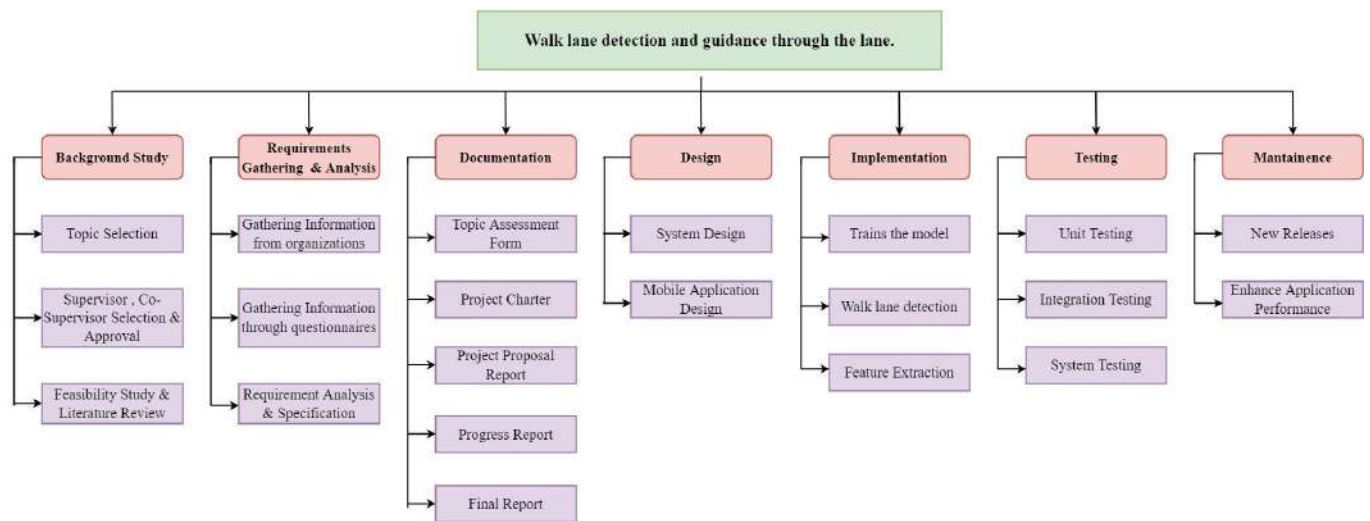 Walk lane detection and guidance through the lane.
Background Study
Topic Selection
Supervisor , Co-
Supervisor Selection &
Approval
Feasibility Study &
Literature Review
Requirements
Gathering & Analysis
Gathering Information
from organizations
Gathering Information
through questionnaires
Requirement Analysis
& Specification
Documentation
Topic Assessment
Form
Project Charter
Project Proposal
Report
Progress Report
Final Report
Design
System Design
Mobile Application
Design
Implementation
Trains the model
Walk lane detection
Feature Extraction
Testing
Unit Testing
Integration Testing
System Testing
Mantainence
New Releases
Enhance Application
Performance